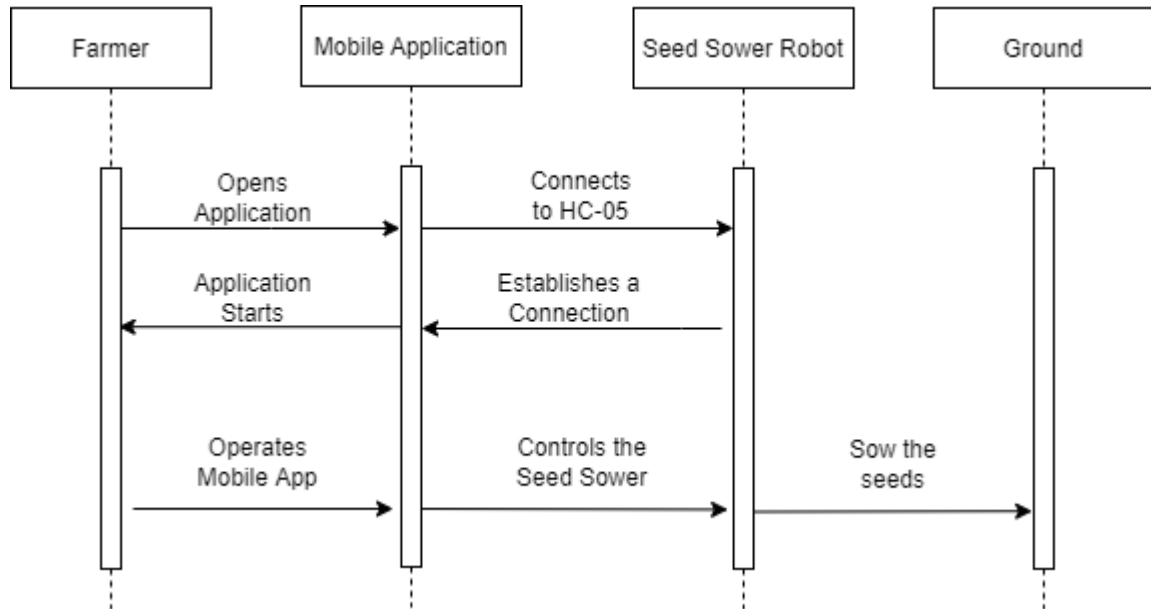 Farmer
Mobile Application
Seed Sower Robot
Ground
Opens
Application
Connects
to HC-05
Application
Starts
Establishes a
Connection
Operates
Mobile App
Controls the
Seed Sower
Sow the
seeds